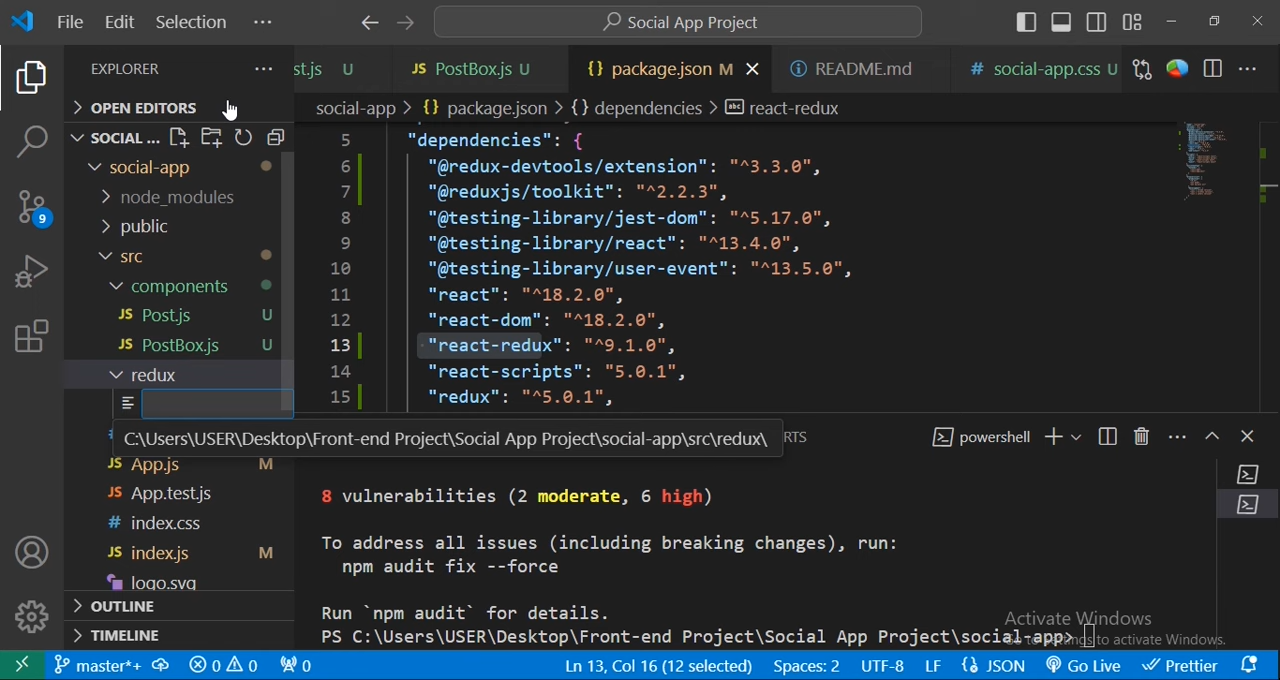 File Edit Selection ···
Social App Project
EXPLORER ···
st.js U
JS PostBox.js U
{} package.json M
README.md
# social-app.css U
OPEN EDITORS
social-app > {} package.json > {} dependencies > abc react-redux
SOCIAL ...
social-app
node_modules
public
src
components
JS Post.js U
JS PostBox.js U
redux
C:\Users\USER\Desktop\Front-end Project\Social App Project\social-app\src\redux\
#
JS App.js M
JS App.test.js
# index.css
JS index.js M
logo.svg
OUTLINE
TIMELINE
9
5 "dependencies": {
6 "@redux-devtools/extension": "^3.3.0",
7 "@reduxjs/toolkit": "^2.2.3",
8 "@testing-library/jest-dom": "^5.17.0",
9 "@testing-library/react": "^13.4.0",
10 "@testing-library/user-event": "^13.5.0",
11 "react": "^18.2.0",
12 "react-dom": "^18.2.0",
13 "react-redux": "^9.1.0",
14 "react-scripts": "5.0.1",
15 "redux": "^5.0.1",
RTS
powershell
8 vulnerabilities (2 moderate, 6 high)
To address all issues (including breaking changes), run:
npm audit fix --force
Run `npm audit` for details.
PS C:\Users\USER\Desktop\Front-end Project\Social App Project\social-app>
Activate Windows
to activate Windows.
master*+ 0 0 0
Ln 13, Col 16 (12 selected) Spaces: 2 UTF-8 LF {} JSON Go Live Prettier